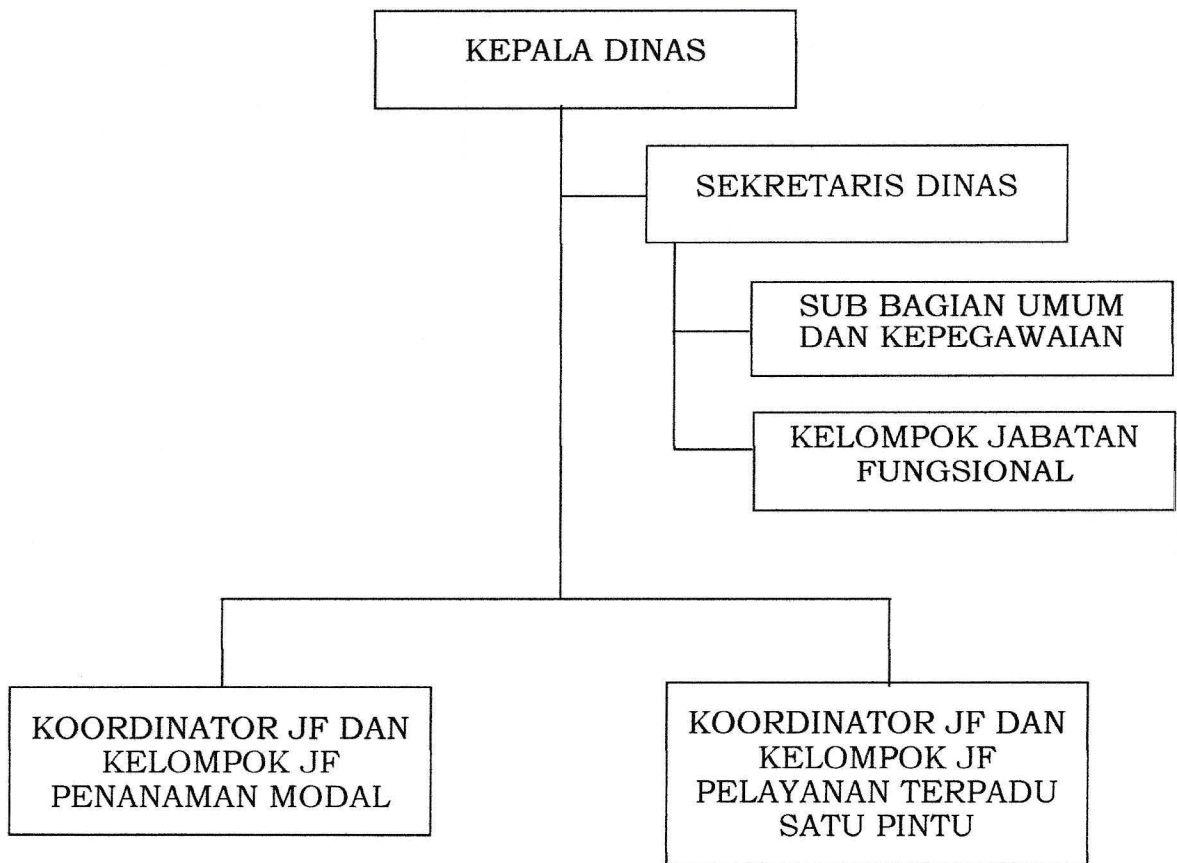 KEPALA DINAS
SEKRETARIS DINAS
SUB BAGIAN UMUM
DAN KEPEGAWAIAN
KELOMPOK JABATAN
FUNGSIONAL
KOORDINATOR JF DAN
KELOMPOK JF
PENANAMAN MODAL
KOORDINATOR JF DAN
KELOMPOK JF
PELAYANAN TERPADU
SATU PINTU